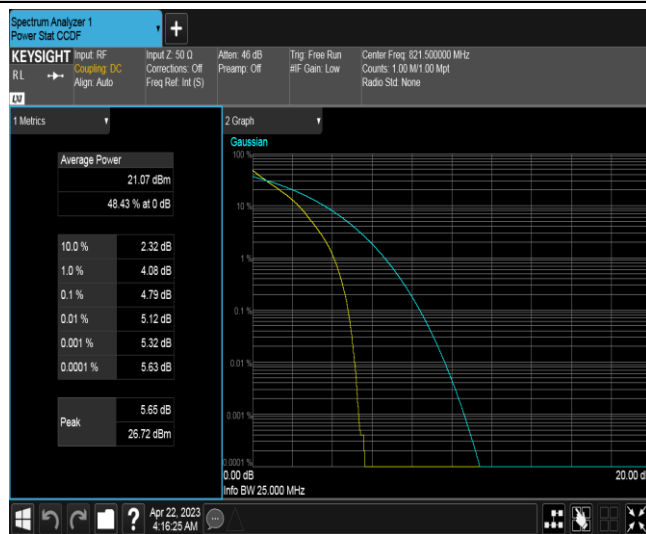 Spectrum Analyzer 1
Power Stat CCDF
+
KEYSIGHT
RL
LXI
Input: RF
Coupling: DC
Align: Auto
Input Z: 50 Ω
Corrections: Off
Freq Ref: Int (S)
Atten: 46 dB
Preamp: Off
Trig: Free Run
#IF Gain: Low
Center Freq: 821.500000 MHz
Counts: 1.00 M/1.00 Mpt
Radio Std: None
1 Metrics
Average Power
21.07 dBm
48.43 % at 0 dB
10.0 % 2.32 dB
1.0 % 4.08 dB
0.1 % 4.79 dB
0.01 % 5.12 dB
0.001 % 5.32 dB
0.0001 % 5.63 dB
Peak
5.65 dB
26.72 dBm
2 Graph
Gaussian
100 %
10 %
1 %
0.1 %
0.01 %
0.001 %
0.0001 %
0.00 dB
20.00 d
Info BW 25.000 MHz
?
Apr 22, 2023
4:16:25 AM